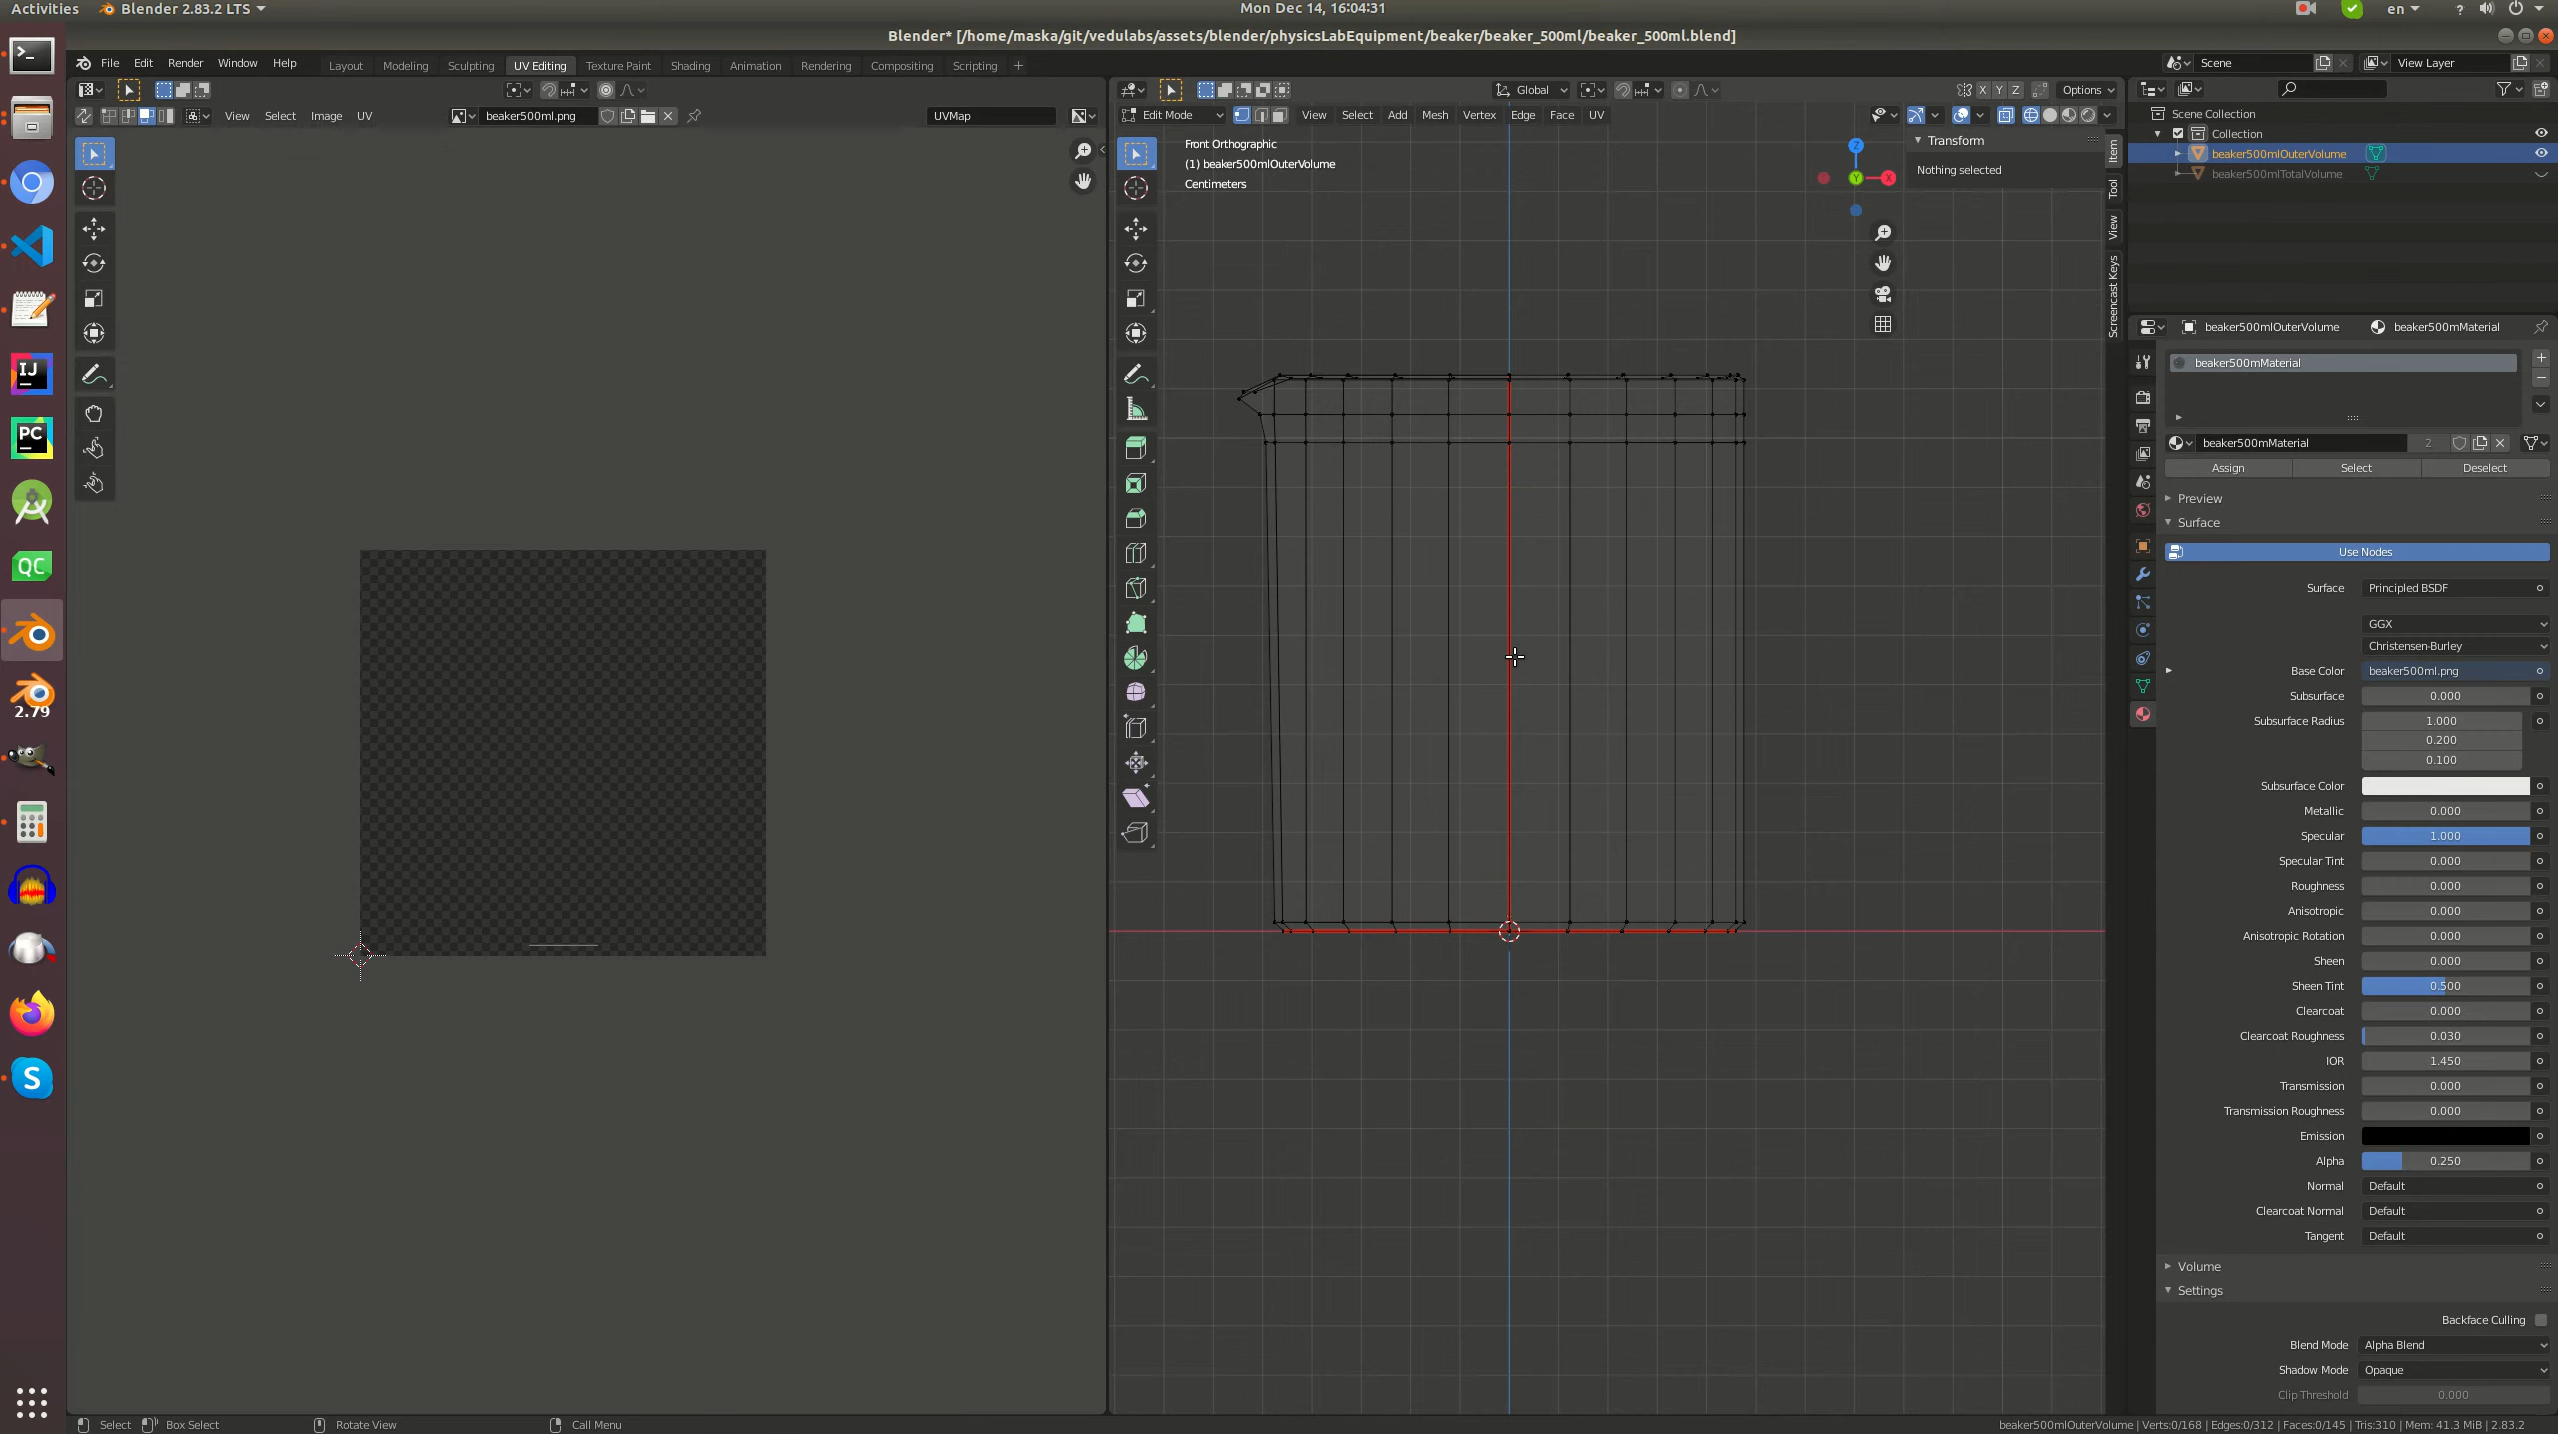 Activities
Blender 2.83.2 LTS
Mon Dec 14, 16:04:31
en
Blender* [/home/maska/git/vedulabs/assets/blender/physicsLabEquipment/beaker/beaker_500ml/beaker_500ml.blend]
File Edit Render Window Help
Layout Modeling Sculpting UV Editing Texture Paint Shading Animation Rendering Compositing Scripting +
Scene
View Layer
Global
X Y Z
Options
View Select Image UV
beaker500ml.png
UVMap
Edit Mode
View Select Add Mesh Vertex Edge Face UV
Front Orthographic
(1) beaker500mlOuterVolume
Centimeters
Z
Y
X
Transform
Nothing selected
Item
Tool
View
Screencast Keys
Scene Collection
Collection
beaker500mlOuterVolume
beaker500mlTotalVolume
beaker500mlOuterVolume
beaker500mMaterial
beaker500mMaterial
beaker500mMaterial
2
Assign
Select
Deselect
Preview
Surface
Use Nodes
Surface Principled BSDF
GGX
Christensen-Burley
Base Color beaker500ml.png
Subsurface 0.000
Subsurface Radius 1.000
0.200
0.100
Subsurface Color
Metallic 0.000
Specular 1.000
Specular Tint 0.000
Roughness 0.000
Anisotropic 0.000
Anisotropic Rotation 0.000
Sheen 0.000
Sheen Tint 0.500
Clearcoat 0.000
Clearcoat Roughness 0.030
IOR 1.450
Transmission 0.000
Transmission Roughness 0.000
Emission
Alpha 0.250
Normal Default
Clearcoat Normal Default
Tangent Default
Volume
Settings
Backface Culling
Blend Mode Alpha Blend
Shadow Mode Opaque
Clip Threshold 0.000
IJ
PC
QC
2.79
S
Select
Box Select
Rotate View
Call Menu
beaker500mlOuterVolume | Verts:0/168 | Edges:0/312 | Faces:0/145 | Tris:310 | Mem: 41.3 MiB | 2.83.2